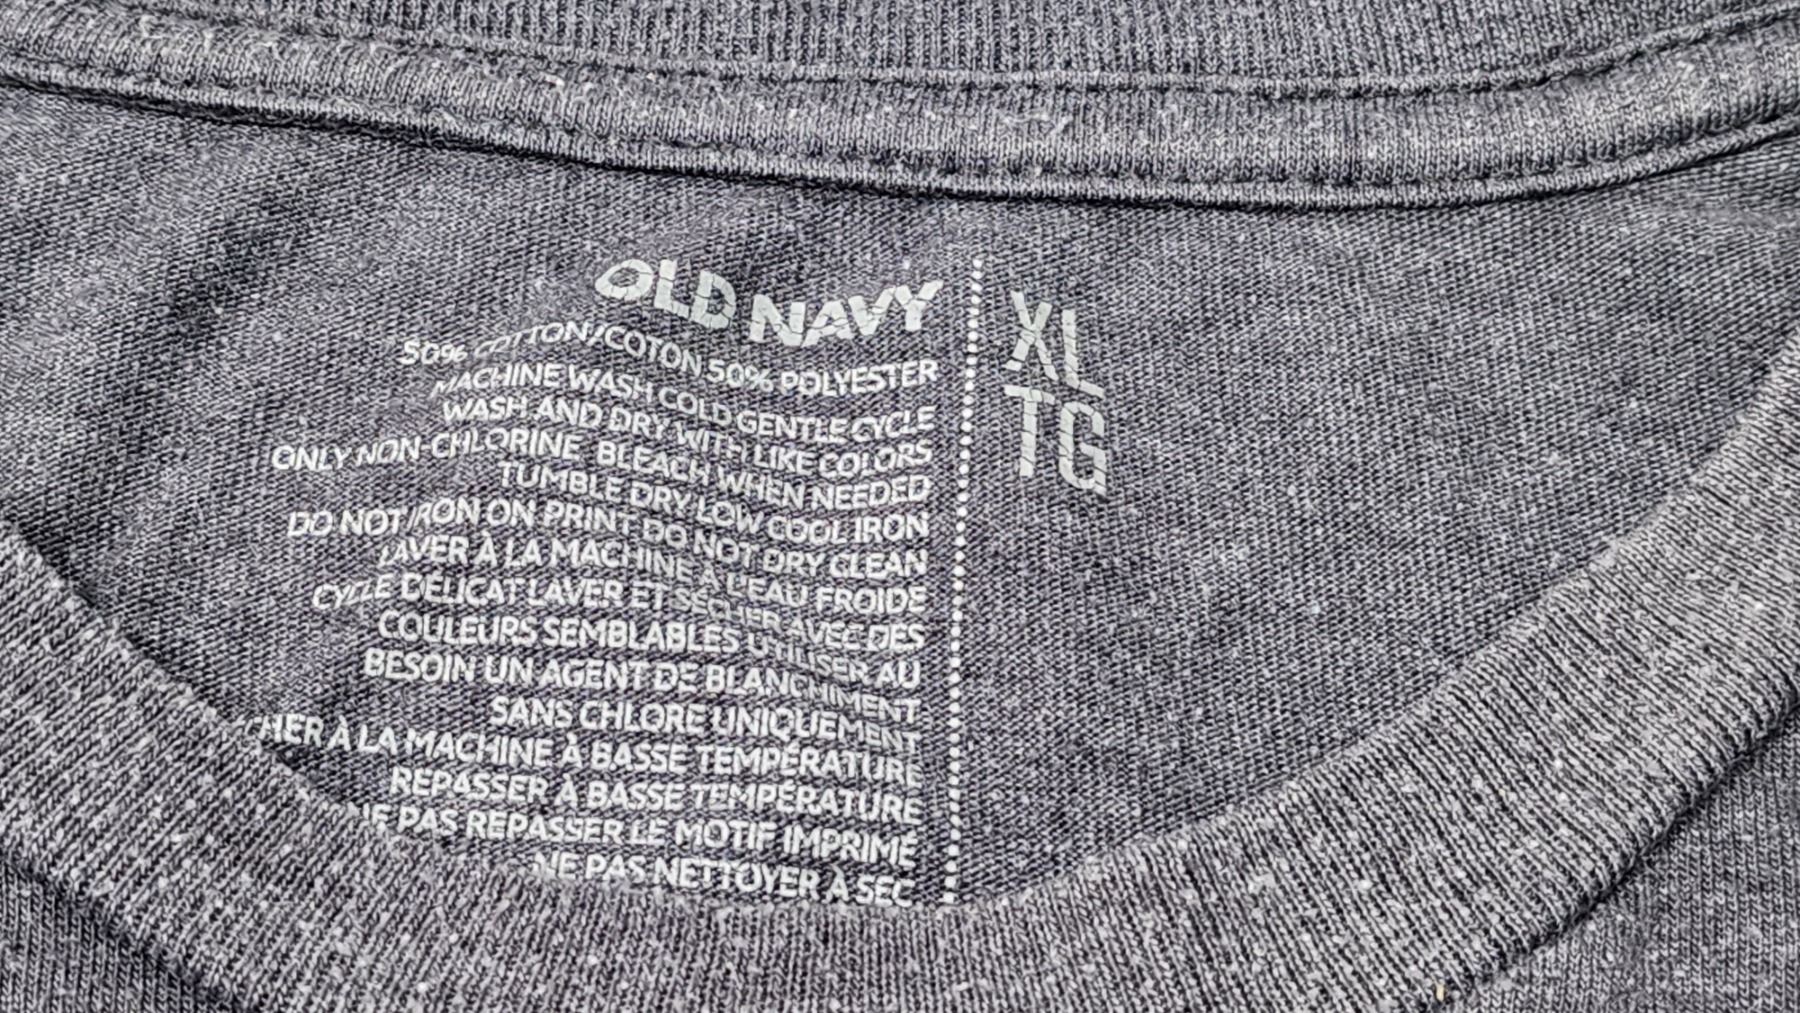 OLD NAVY
50% COTTON/COTON 50% POLYESTER
MACHINE WASH COLD GENTLE CYCLE
WASH AND DRY WITH LIKE COLORS
ONLY NON-CHLORINE BLEACH WHEN NEEDED
TUMBLE DRY LOW COOL IRON
DO NOT IRON ON PRINT DO NOT DRY CLEAN
LAVER À LA MACHINE À L'EAU FROIDE
CYCLE DÉLICAT LAVER ET SÉCHER AVEC DES
COULEURS SEMBLABLES UTILISER AU
BESOIN UN AGENT DE BLANCHIMENT
SANS CHLORE UNIQUEMENT
CHER À LA MACHINE À BASSE TEMPÉRATURE
REPASSER À BASSE TEMPÉRATURE
NE PAS REPASSER LE MOTIF IMPRIMÉ
NE PAS NETTOYER À SEC
XL
TG